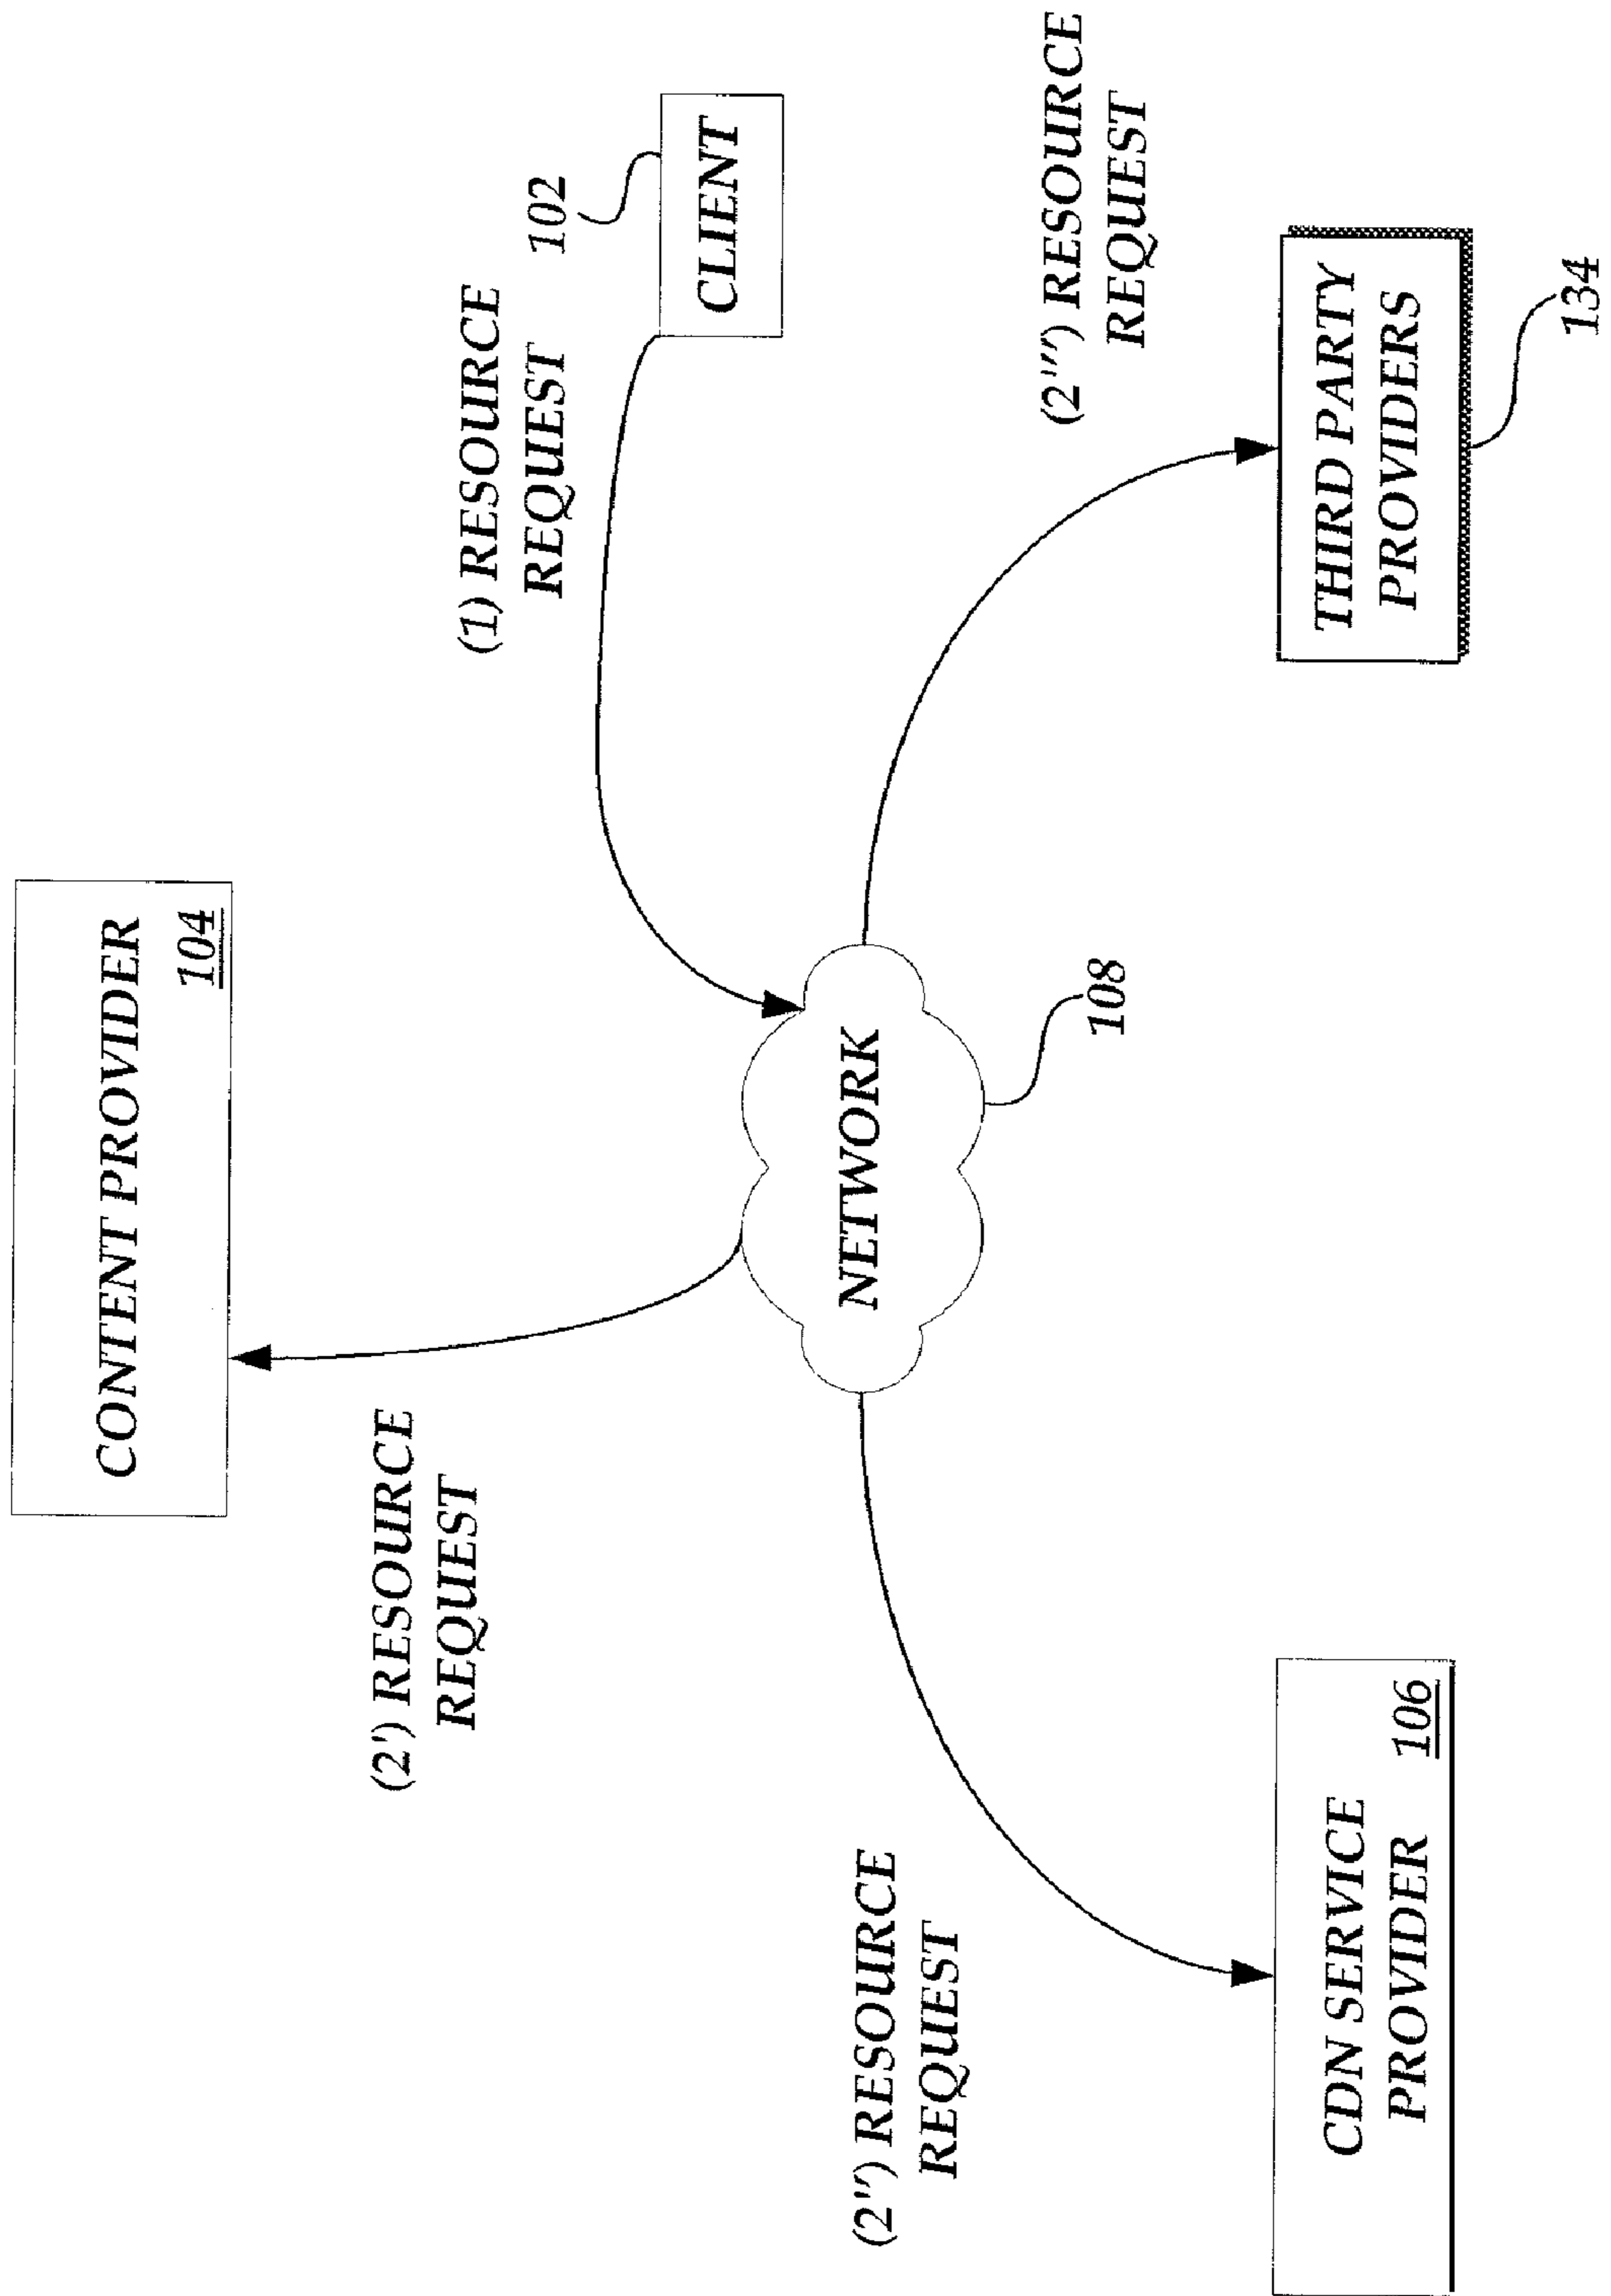 CONTENT PROVIDER
104
(2') RESOURCE
REQUEST
(1) RESOURCE
REQUEST
102
CLIENT
NETWORK
108
(2'') RESOURCE
REQUEST
(2''') RESOURCE
REQUEST
CDN SERVICE
PROVIDER
106
THIRD PARTY
PROVIDERS
134